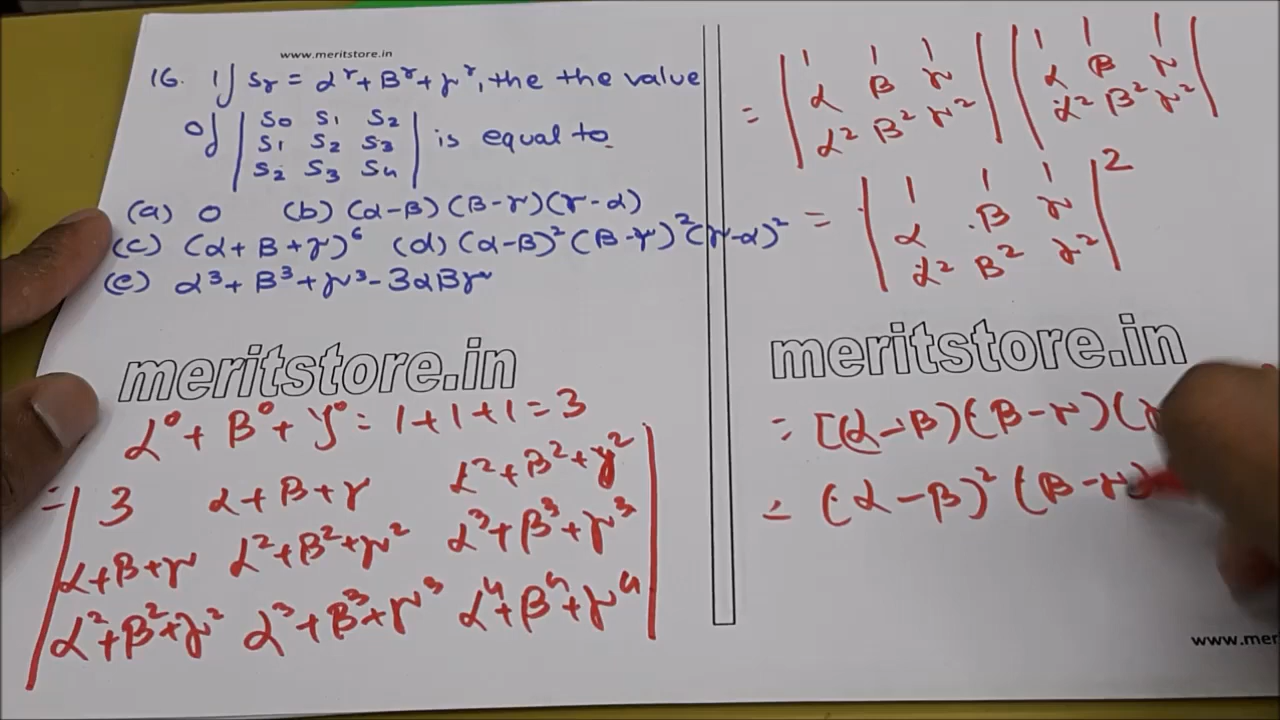 www.meritstore.in
16. If Sr = α^r + β^r + γ^r, the the value
of | S0 S1 S2 |
| S1 S2 S3 | is equal to
| S2 S3 S4 |
(a) 0 (b) (α-β)(β-γ)(γ-α)
(c) (α+β+γ)^6 (d) (α-β)²(β-γ)²(γ-α)²
(e) α³+β³+γ³-3αβγ
meritstore.in
α⁰+β⁰+γ⁰ = 1+1+1 = 3
= | 3 α+β+γ α²+β²+γ² |
| α+β+γ α²+β²+γ² α³+β³+γ³ |
| α²+β²+γ² α³+β³+γ³ α⁴+β⁴+γ⁴ |
= | 1 1 1 | | 1 1 1 |
| α β γ | | α β γ |
| α² β² γ² | | α² β² γ² |
= | 1 1 1 |²
| α β γ |
| α² β² γ² |
meritstore.in
= [(α-β)(β-γ)(
= (α-β)²(β-γ)
www.me